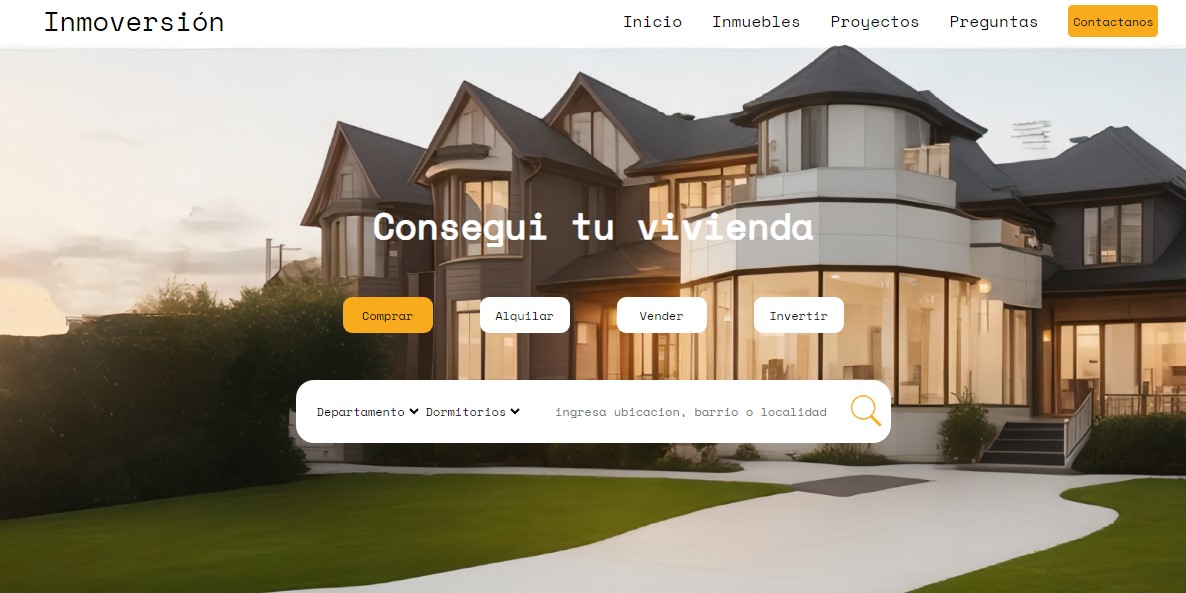 Inmoversión
Inicio Inmuebles Proyectos Preguntas Contactanos
Consegui tu vivienda
Comprar Alquilar Vender Invertir
Departamento Dormitorios ingresa ubicacion, barrio o localidad